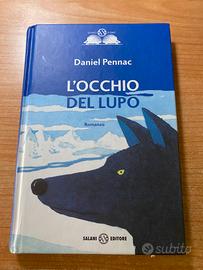 Daniel Pennac
L'OCCHIO
DEL LUPO
Romanzo
SALANI EDITORE
subito